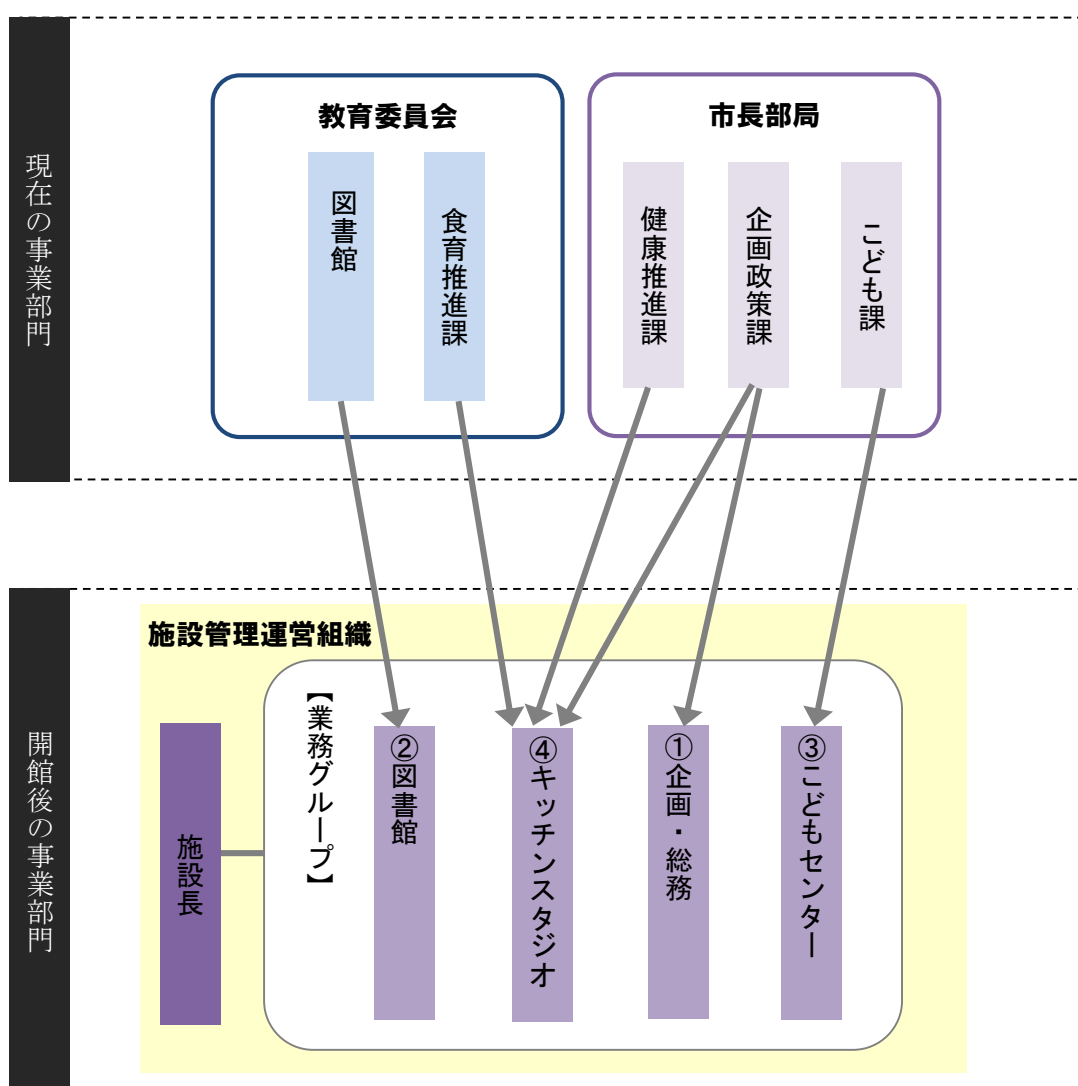 現在の事業部門
教育委員会
図書館
食育推進課
市長部局
健康推進課
企画政策課
こども課
開館後の事業部門
施設管理運営組織
施設長
【業務グループ】
②図書館
④キッチンスタジオ
①企画・総務
③こどもセンター